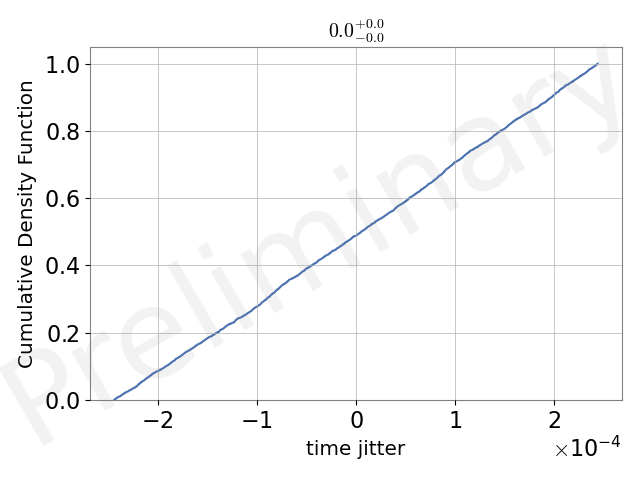 0.0^{+0.0}_{-0.0}
Cumulative Density Function
1.0
0.8
0.6
0.4
0.2
0.0
−2 −1 0 1 2
×10^{−4}
time jitter
Preliminary